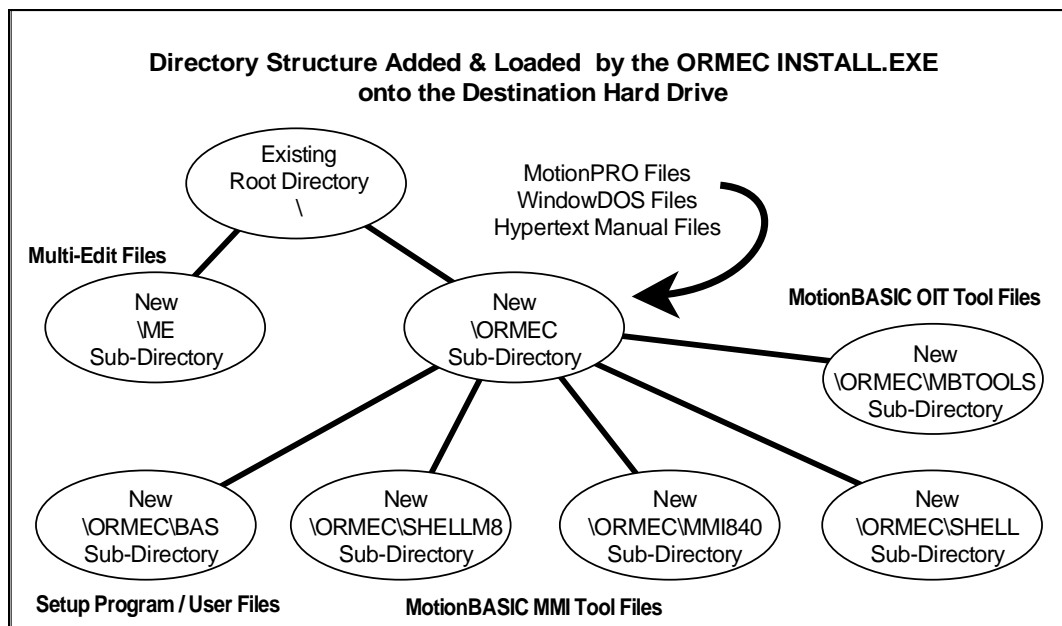 Directory Structure Added & Loaded by the ORMEC INSTALL.EXE
onto the Destination Hard Drive
Existing
Root Directory
\
MotionPRO Files
WindowDOS Files
Hypertext Manual Files
Multi-Edit Files
New
\ME
Sub-Directory
New
\ORMEC
Sub-Directory
MotionBASIC OIT Tool Files
New
\ORMEC\MBTOOLS
Sub-Directory
New
\ORMEC\BAS
Sub-Directory
New
\ORMEC\SHELLM8
Sub-Directory
New
\ORMEC\MMI840
Sub-Directory
New
\ORMEC\SHELL
Sub-Directory
Setup Program / User Files
MotionBASIC MMI Tool Files